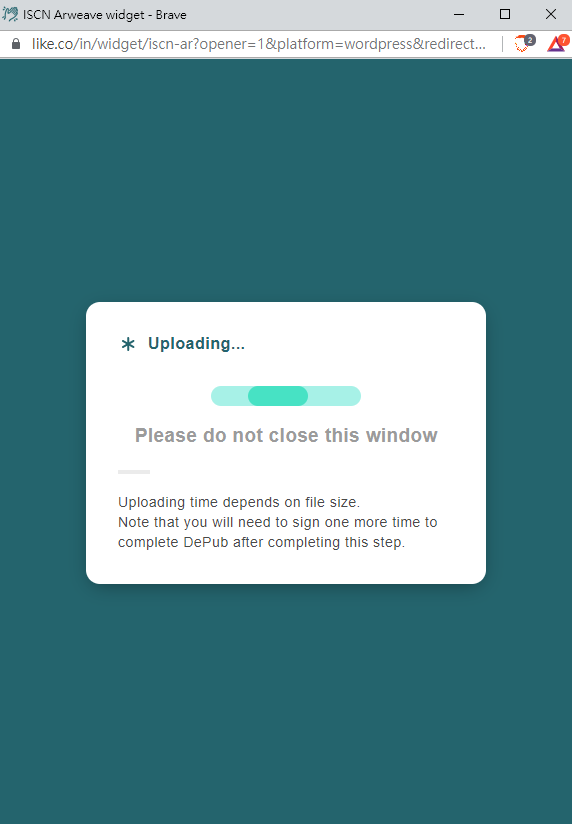 ISCN Arweave widget - Brave
like.co/in/widget/iscn-ar?opener=1&platform=wordpress&redirect...
2
7
Uploading...
Please do not close this window
Uploading time depends on file size.
Note that you will need to sign one more time to
complete DePub after completing this step.